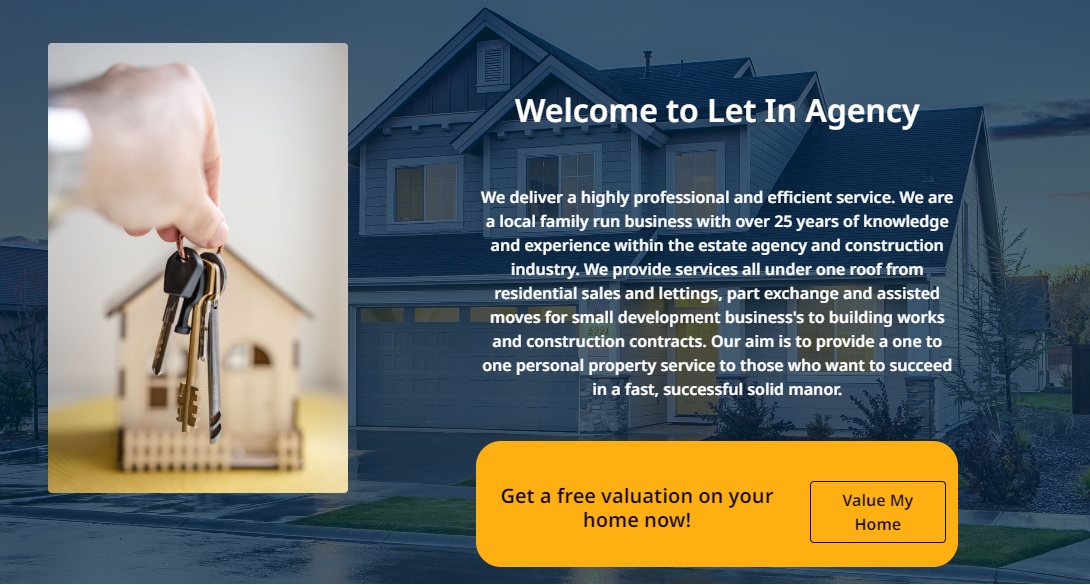 Welcome to Let In Agency
We deliver a highly professional and efficient service. We are
a local family run business with over 25 years of knowledge
and experience within the estate agency and construction
industry. We provide services all under one roof from
residential sales and lettings, part exchange and assisted
moves for small development business's to building works
and construction contracts. Our aim is to provide a one to
one personal property service to those who want to succeed
in a fast, successful solid manor.
Get a free valuation on your
home now!
Value My
Home